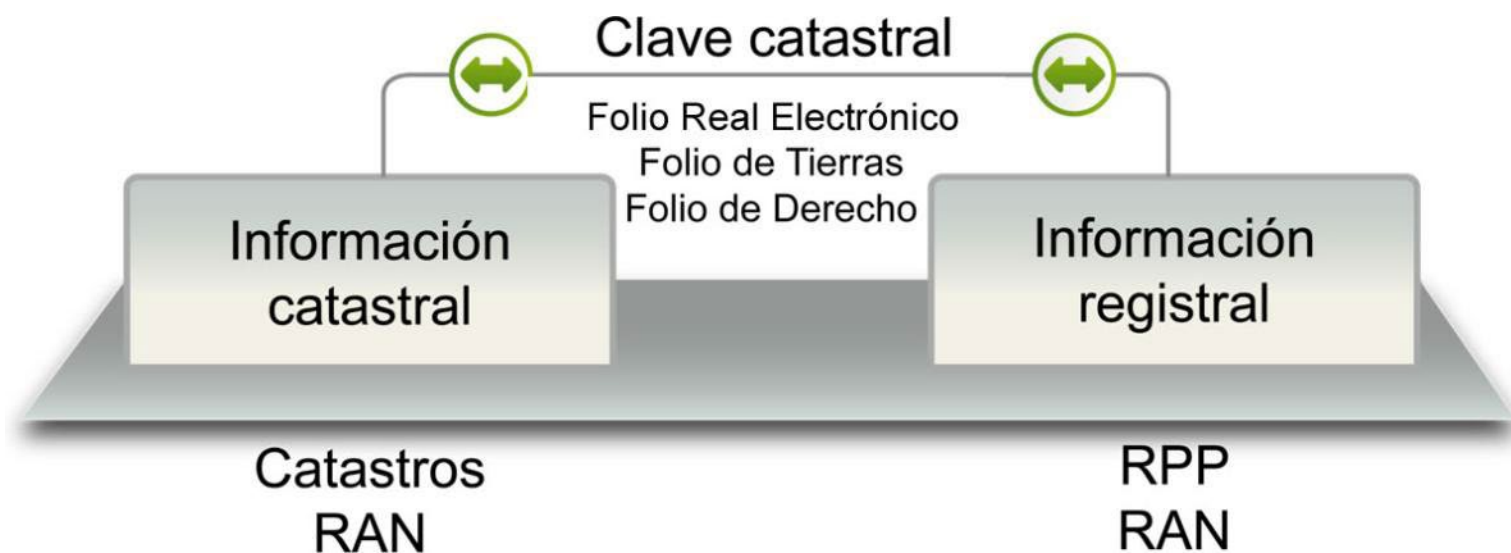 Clave catastral
Folio Real Electrónico
Folio de Tierras
Folio de Derecho
Información
catastral
Información
registral
Catastros
RAN
RPP
RAN